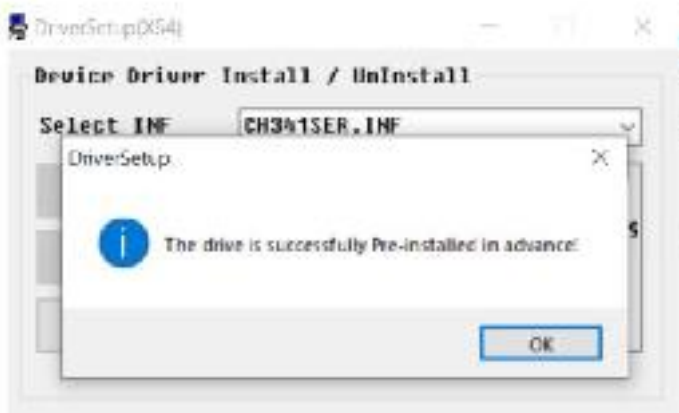 DriverSetup(X64)
Device Driver Install / UnInstall
Select INF CH341SER.INF
DriverSetup
The drive is successfully Pre-installed in advance!
OK